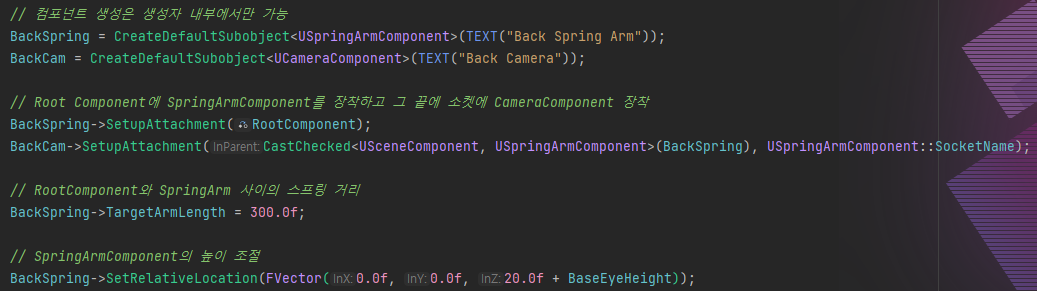 // 컴포넌트 생성은 생성자 내부에서만 가능
BackSpring = CreateDefaultSubobject<USpringArmComponent>(TEXT("Back Spring Arm"));
BackCam = CreateDefaultSubobject<UCameraComponent>(TEXT("Back Camera"));
// Root Component에 SpringArmComponent를 장착하고 그 끝에 소켓에 CameraComponent 장착
BackSpring->SetupAttachment(RootComponent);
BackCam->SetupAttachment(InParent:CastChecked<USceneComponent, USpringArmComponent>(BackSpring), USpringArmComponent::SocketName);
// RootComponent와 SpringArm 사이의 스프링 거리
BackSpring->TargetArmLength = 300.0f;
// SpringArmComponent의 높이 조절
BackSpring->SetRelativeLocation(FVector(InX:0.0f, InY:0.0f, InZ:20.0f + BaseEyeHeight));